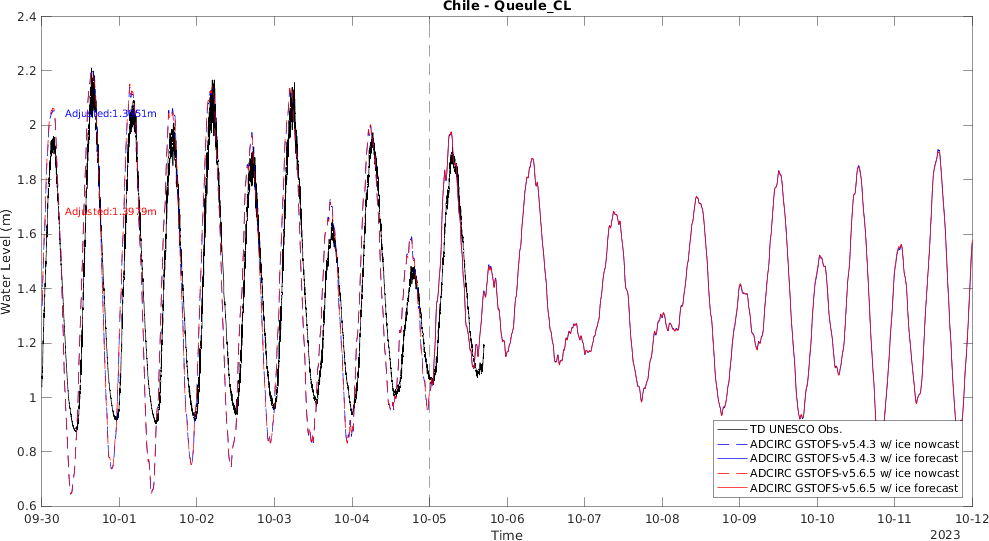 Chile - Queule_CL
2.4
2.2
2
1.8
1.6
1.4
1.2
1
0.8
0.6
Water Level (m)
Adjusted:1.3979m
TD UNESCO Obs.
ADCIRC GSTOFS-v5.4.3 w/ ice nowcast
ADCIRC GSTOFS-v5.4.3 w/ ice forecast
ADCIRC GSTOFS-v5.6.5 w/ ice nowcast
ADCIRC GSTOFS-v5.6.5 w/ ice forecast
09-30 10-01 10-02 10-03 10-04 10-05 10-06 10-07 10-08 10-09 10-10 10-11 10-12
Time
2023